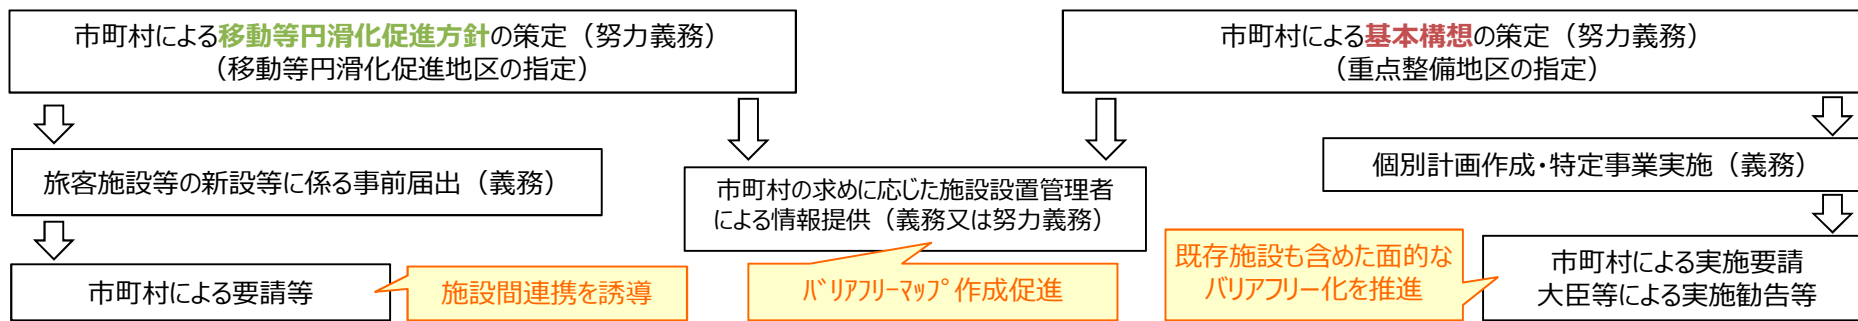 市町村による移動等円滑化促進方針の策定（努力義務）
（移動等円滑化促進地区の指定）
市町村による基本構想の策定（努力義務）
（重点整備地区の指定）
旅客施設等の新設等に係る事前届出（義務）
市町村の求めに応じた施設設置管理者
による情報提供（義務又は努力義務）
個別計画作成・特定事業実施（義務）
市町村による要請等
施設間連携を誘導
ﾊﾞﾘｱﾌﾘｰﾏｯﾌﾟ作成促進
既存施設も含めた面的な
バリアフリー化を推進
市町村による実施要請
大臣等による実施勧告等